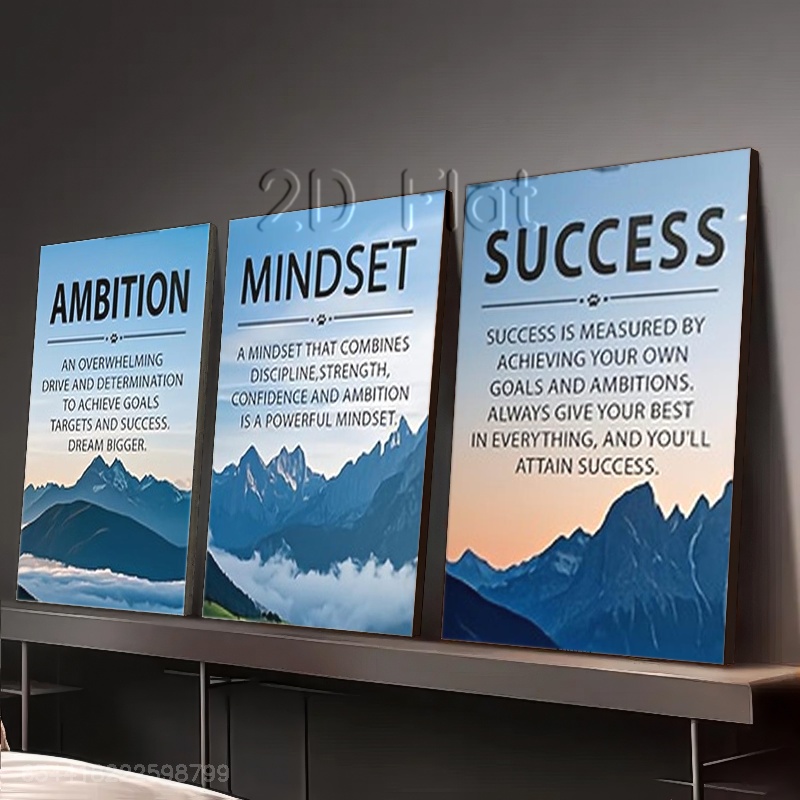 2D Flat
AMBITION
AN OVERWHELMING
DRIVE AND DETERMINATION
TO ACHIEVE GOALS
TARGETS AND SUCCESS.
DREAM BIGGER.
MINDSET
A MINDSET THAT COMBINES
DISCIPLINE,STRENGTH,
CONFIDENCE AND AMBITION
IS A POWERFUL MINDSET.
SUCCESS
SUCCESS IS MEASURED BY
ACHIEVING YOUR OWN
GOALS AND AMBITIONS.
ALWAYS GIVE YOUR BEST
IN EVERYTHING, AND YOU'LL
ATTAIN SUCCESS.